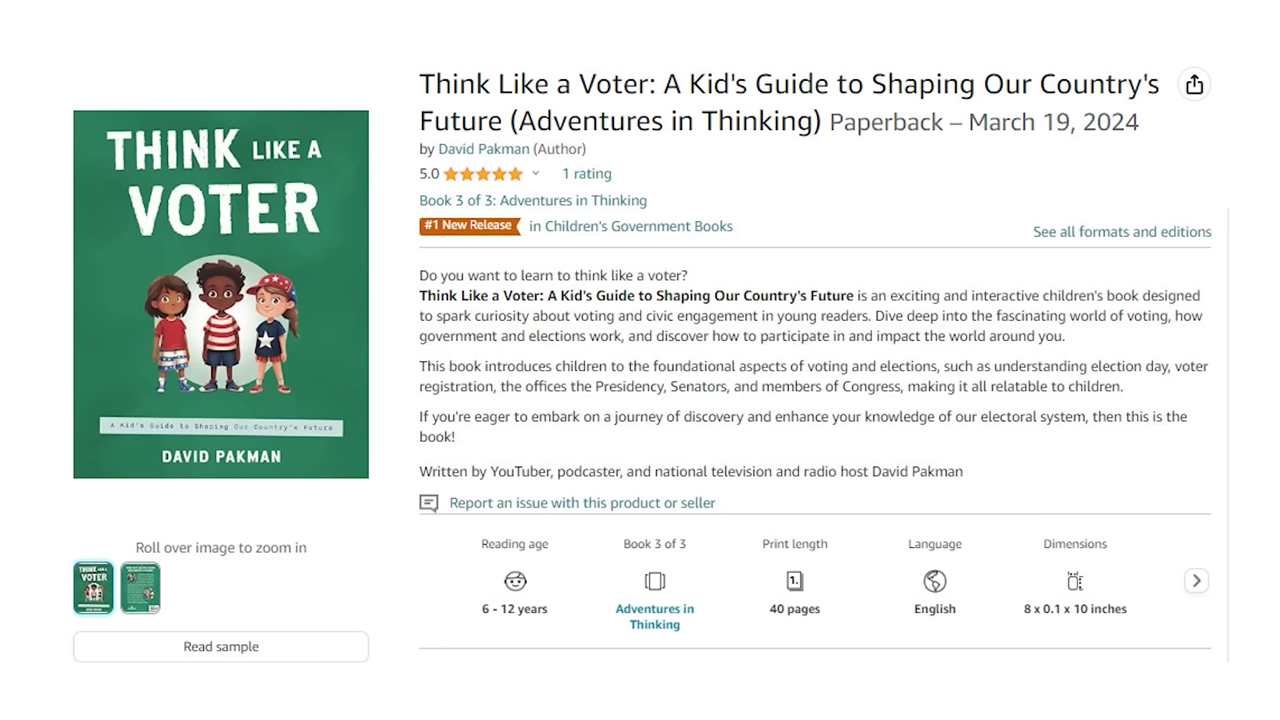 THINK LIKE A
VOTER
A Kid's Guide to Shaping Our Country's Future
DAVID PAKMAN
Roll over image to zoom in
THINK LIKE A
VOTER
Read sample
Think Like a Voter: A Kid's Guide to Shaping Our Country's
Future (Adventures in Thinking) Paperback – March 19, 2024
by David Pakman (Author)
5.0 1 rating
Book 3 of 3: Adventures in Thinking
#1 New Release in Children's Government Books
See all formats and editions
Do you want to learn to think like a voter?
Think Like a Voter: A Kid's Guide to Shaping Our Country's Future is an exciting and interactive children's book designed
to spark curiosity about voting and civic engagement in young readers. Dive deep into the fascinating world of voting, how
government and elections work, and discover how to participate in and impact the world around you.
This book introduces children to the foundational aspects of voting and elections, such as understanding election day, voter
registration, the offices the Presidency, Senators, and members of Congress, making it all relatable to children.
If you're eager to embark on a journey of discovery and enhance your knowledge of our electoral system, then this is the
book!
Written by YouTuber, podcaster, and national television and radio host David Pakman
Report an issue with this product or seller
Reading age
6 - 12 years
Book 3 of 3
Adventures in
Thinking
Print length
1.
40 pages
Language
English
Dimensions
8 x 0.1 x 10 inches